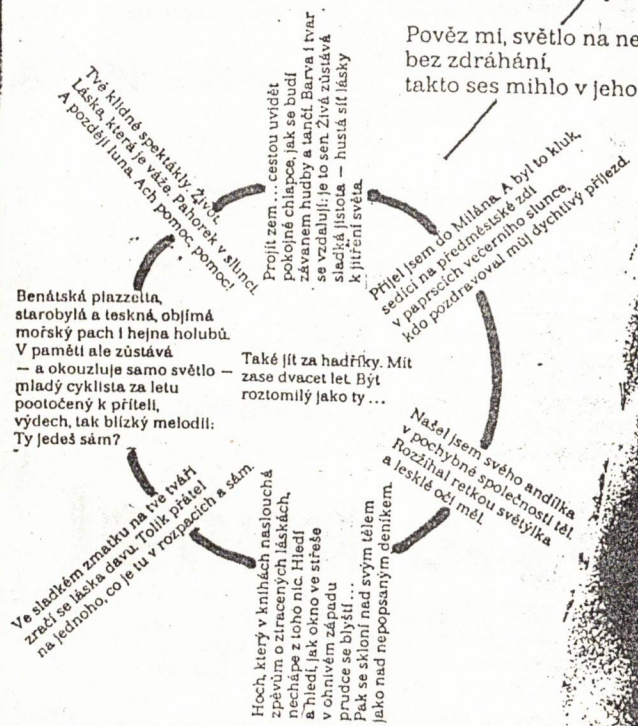 Pověz mi, světlo na ne
bez zdráhání,
takto ses mihlo v jeho
Projít zem ... cestou uvidět
pokojné chlapce, jak se budí
závanem hudby a tančí. Barva i tvar
se vzdalují: je to sen. Živá zůstává
sladká jistota — hustá síť lásky
k jitření světa.
Přijel jsem do Milána. A byl to kluk,
sedící na předměstské zdi
v paprscích večerního slunce,
kdo pozdravoval můj dychtivý příjezd.
Našel jsem svého andílka
v pochybné společnosti těl.
Rozžíhal retkou světýlka
a lesklé oči měl.
Hoch, který v knihách naslouchá
zpěvům o ztracených láskách,
nechápe z toho nic. Hledí
a hledí, jak okno ve střeše
v ohnivém západu
prudce se blyští...
Pak se skloní nad svým tělem
jako nad nepopsaným deníkem.
Ve sladkém zmatku na tvé tváři
zračí se láska davu. Tolik přátel
na jednoho, co je tu v rozpacích a sám.
Benátská piazzetta,
starobylá a teskná, objímá
mořský pach i hejna holubů.
V paměti ale zůstává
— a okouzluje samo světlo —
mladý cyklista za letu
pootočený k příteli,
výdech, tak blízký melodii:
Ty jedeš sám?
Tvé klidné spektákly. Život.
Láska, která je váže. Pahorek v slunci.
A později luna. Ach pomoc, pomoc!
Také jít za hadříky. Mít
zase dvacet let. Být
roztomilý jako ty ...